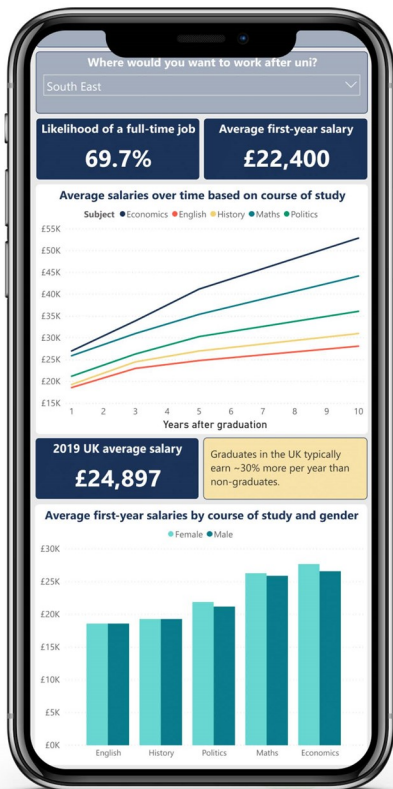 Where would you want to work after uni?
South East
Likelihood of a full-time job
69.7%
Average first-year salary
£22,400
Average salaries over time based on course of study
Subject Economics English History Maths Politics
£55K
£50K
£45K
£40K
£35K
£30K
£25K
£20K
£15K
1 2 3 4 5 6 7 8 9 10
Years after graduation
2019 UK average salary
£24,897
Graduates in the UK typically
earn ~30% more per year than
non-graduates.
Average first-year salaries by course of study and gender
Female Male
£30K
£25K
£20K
£15K
£10K
£5K
£0K
English History Politics Maths Economics